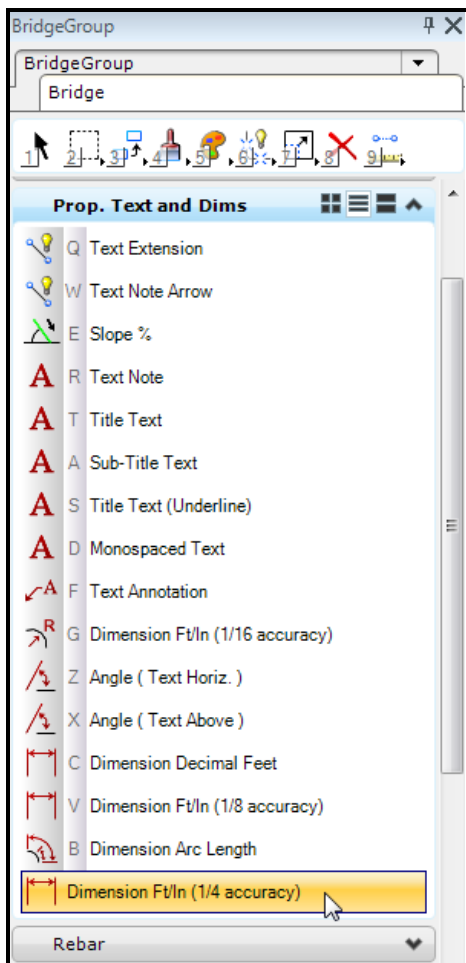 BridgeGroup
BridgeGroup
Bridge
1 2 3 4 5 6 7 8 9
Prop. Text and Dims
Q Text Extension
W Text Note Arrow
E Slope %
R Text Note
T Title Text
A Sub-Title Text
S Title Text (Underline)
D Monospaced Text
F Text Annotation
G Dimension Ft/In (1/16 accuracy)
Z Angle ( Text Horiz. )
X Angle ( Text Above )
C Dimension Decimal Feet
V Dimension Ft/In (1/8 accuracy)
B Dimension Arc Length
Dimension Ft/In (1/4 accuracy)
Rebar